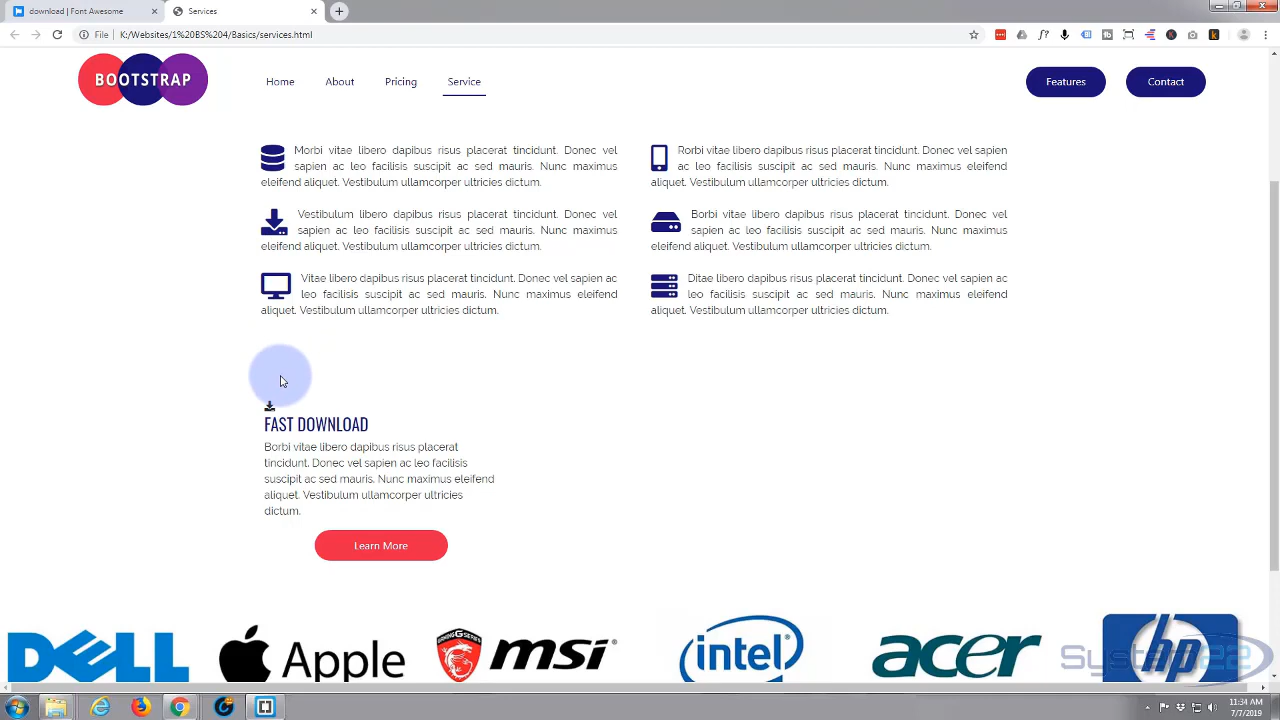 download | Font Awesome
Services
File
K:/Websites/1%20BS%204/Basics/services.html
BOOTSTRAP
Home
About
Pricing
Service
Features
Contact
Morbi vitae libero dapibus risus placerat tincidunt. Donec vel
sapien ac leo facilisis suscipit ac sed mauris. Nunc maximus
eleifend aliquet. Vestibulum ullamcorper ultricies dictum.
Rorbi vitae libero dapibus risus placerat tincidunt. Donec vel sapien
ac leo facilisis suscipit ac sed mauris. Nunc maximus eleifend
aliquet. Vestibulum ullamcorper ultricies dictum.
Vestibulum libero dapibus risus placerat tincidunt. Donec vel
sapien ac leo facilisis suscipit ac sed mauris. Nunc maximus
eleifend aliquet. Vestibulum ullamcorper ultricies dictum.
Borbi vitae libero dapibus risus placerat tincidunt. Donec vel
sapien ac leo facilisis suscipit ac sed mauris. Nunc maximus
eleifend aliquet. Vestibulum ullamcorper ultricies dictum.
Vitae libero dapibus risus placerat tincidunt. Donec vel sapien ac
leo facilisis suscipit ac sed mauris. Nunc maximus eleifend
aliquet. Vestibulum ullamcorper ultricies dictum.
Ditae libero dapibus risus placerat tincidunt. Donec vel sapien ac
leo facilisis suscipit ac sed mauris. Nunc maximus eleifend
aliquet. Vestibulum ullamcorper ultricies dictum.
FAST DOWNLOAD
Borbi vitae libero dapibus risus placerat
tincidunt. Donec vel sapien ac leo facilisis
suscipit ac sed mauris. Nunc maximus eleifend
aliquet. Vestibulum ullamcorper ultricies
dictum.
Learn More
DELL
Apple
GAMING G SERIES
msi
intel
acer
hp
System22
11:34 AM
7/7/2019